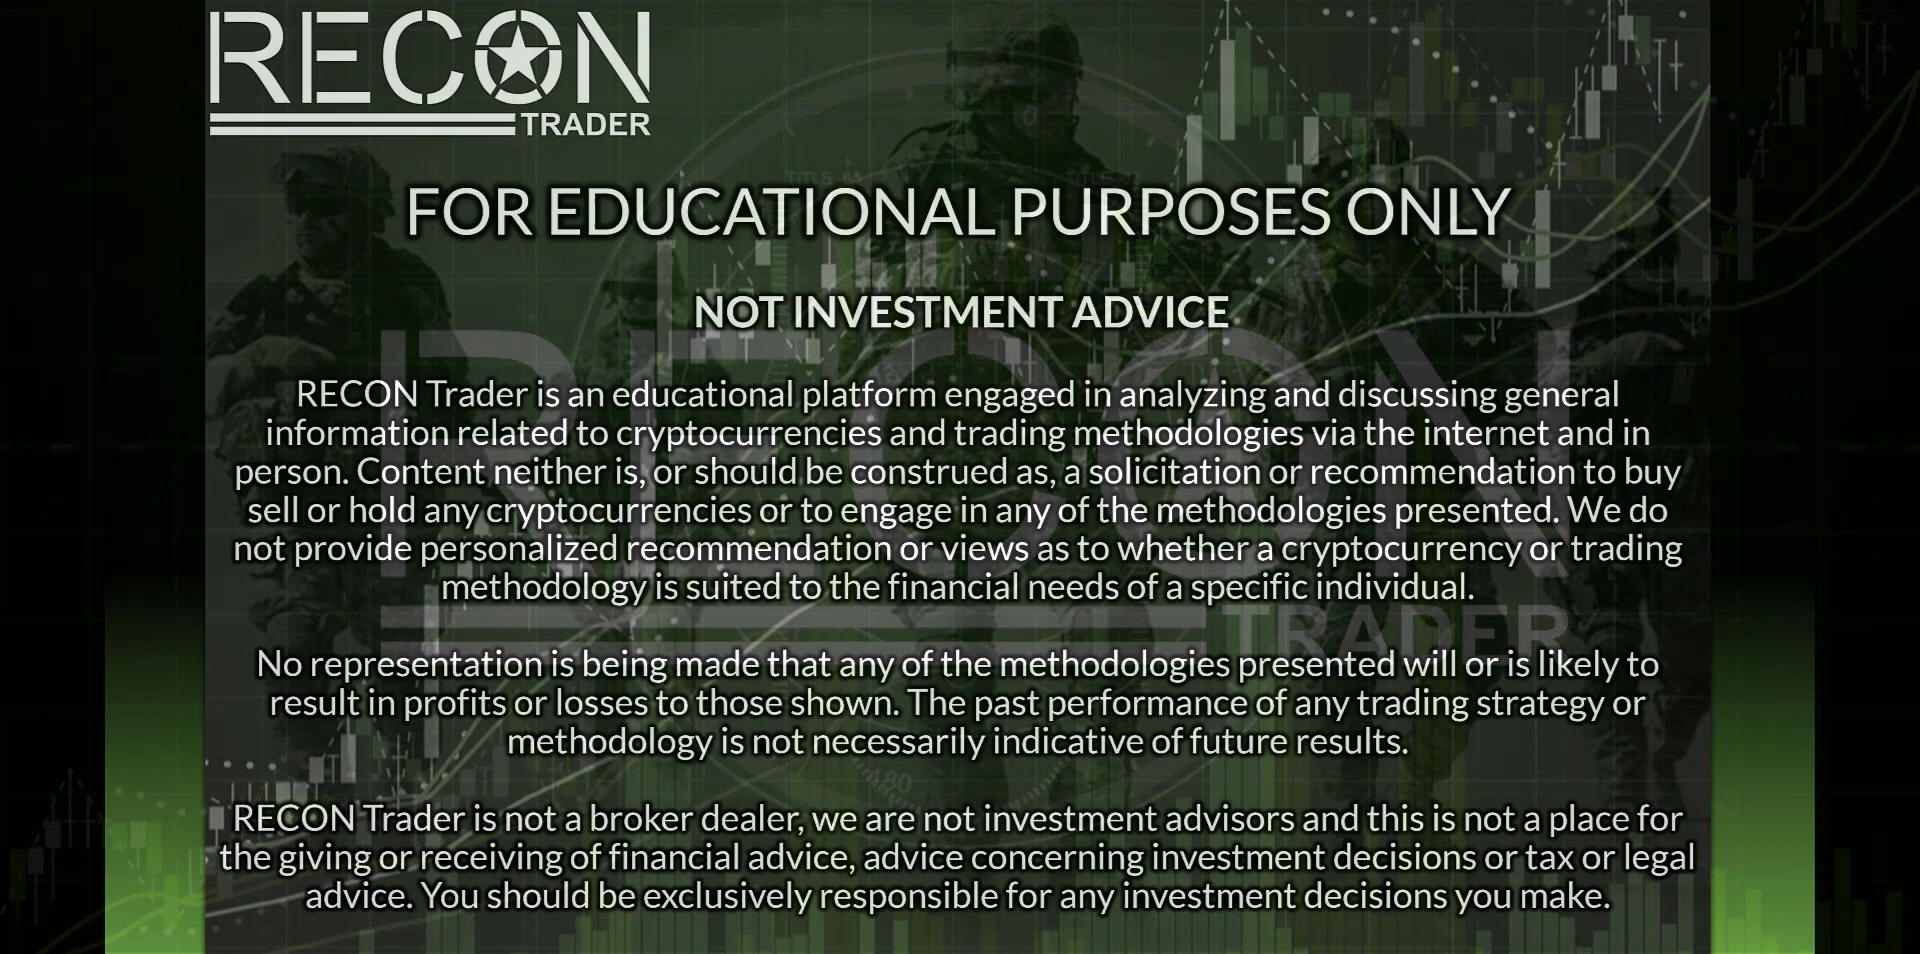 RECON
TRADER
FOR EDUCATIONAL PURPOSES ONLY
NOT INVESTMENT ADVICE
RECON Trader is an educational platform engaged in analyzing and discussing general
information related to cryptocurrencies and trading methodologies via the internet and in
person. Content neither is, or should be construed as, a solicitation or recommendation to buy
sell or hold any cryptocurrencies or to engage in any of the methodologies presented. We do
not provide personalized recommendation or views as to whether a cryptocurrency or trading
methodology is suited to the financial needs of a specific individual.
RECON
TRADER
No representation is being made that any of the methodologies presented will or is likely to
result in profits or losses to those shown. The past performance of any trading strategy or
methodology is not necessarily indicative of future results.
180
RECON Trader is not a broker dealer, we are not investment advisors and this is not a place for
the giving or receiving of financial advice, advice concerning investment decisions or tax or legal
advice. You should be exclusively responsible for any investment decisions you make.